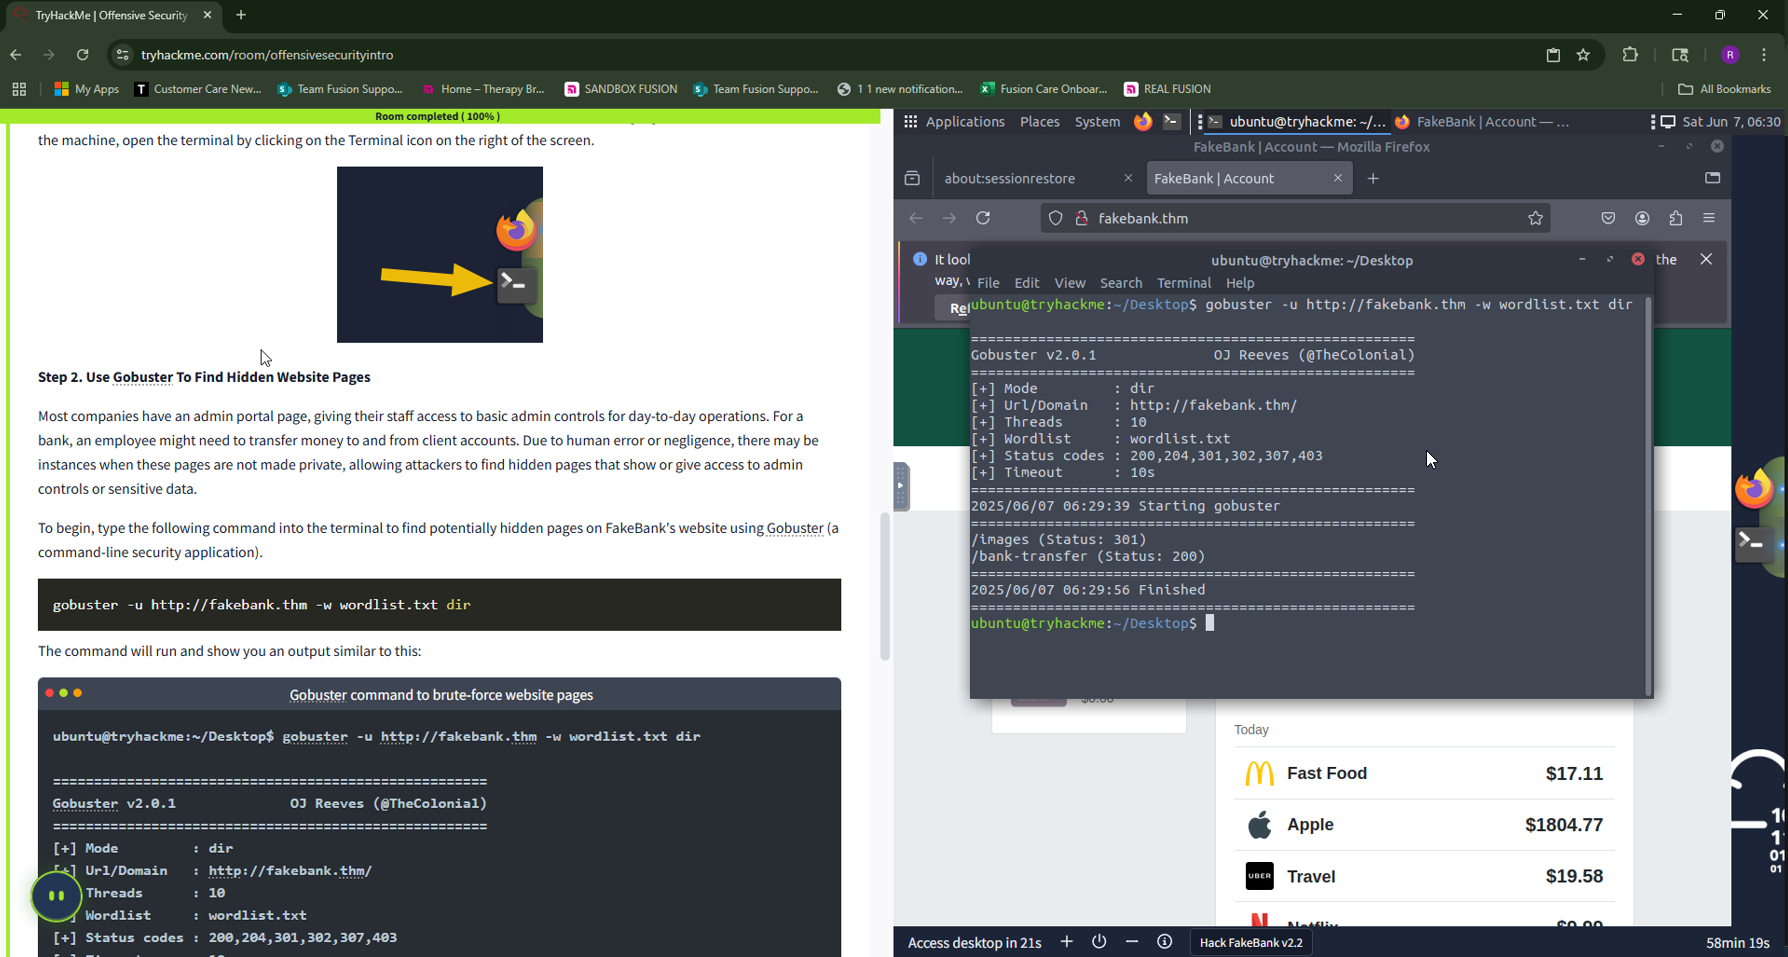 TryHackMe | Offensive Security
tryhackme.com/room/offensivesecurityintro
R
My Apps
Customer Care New...
Team Fusion Suppo...
Home – Therapy Br...
SANDBOX FUSION
Team Fusion Suppo...
1 1 new notification...
Fusion Care Onboar...
REAL FUSION
All Bookmarks
Room completed ( 100% )
the machine, open the terminal by clicking on the Terminal icon on the right of the screen.
Step 2. Use Gobuster To Find Hidden Website Pages
Most companies have an admin portal page, giving their staff access to basic admin controls for day-to-day operations. For a
bank, an employee might need to transfer money to and from client accounts. Due to human error or negligence, there may be
instances when these pages are not made private, allowing attackers to find hidden pages that show or give access to admin
controls or sensitive data.
To begin, type the following command into the terminal to find potentially hidden pages on FakeBank's website using Gobuster (a
command-line security application).
gobuster -u http://fakebank.thm -w wordlist.txt dir
The command will run and show you an output similar to this:
Gobuster command to brute-force website pages
ubuntu@tryhackme:~/Desktop$ gobuster -u http://fakebank.thm -w wordlist.txt dir
=====================================================
Gobuster v2.0.1 OJ Reeves (@TheColonial)
=====================================================
[+] Mode : dir
[+] Url/Domain : http://fakebank.thm/
Threads : 10
Wordlist : wordlist.txt
[+] Status codes : 200,204,301,302,307,403
Applications Places System
ubuntu@tryhackme: ~/...
FakeBank | Account — ...
Sat Jun 7, 06:30
FakeBank | Account — Mozilla Firefox
about:sessionrestore
FakeBank | Account
fakebank.thm
It look
the
way,
ubuntu@tryhackme: ~/Desktop
File Edit View Search Terminal Help
ubuntu@tryhackme:~/Desktop$ gobuster -u http://fakebank.thm -w wordlist.txt dir
=====================================================
Gobuster v2.0.1 OJ Reeves (@TheColonial)
=====================================================
[+] Mode : dir
[+] Url/Domain : http://fakebank.thm/
[+] Threads : 10
[+] Wordlist : wordlist.txt
[+] Status codes : 200,204,301,302,307,403
[+] Timeout : 10s
=====================================================
2025/06/07 06:29:39 Starting gobuster
=====================================================
/images (Status: 301)
/bank-transfer (Status: 200)
=====================================================
2025/06/07 06:29:56 Finished
=====================================================
ubuntu@tryhackme:~/Desktop$
Today
Fast Food $17.11
Apple $1804.77
UBER Travel $19.58
Access desktop in 21s
Hack FakeBank v2.2
58min 19s